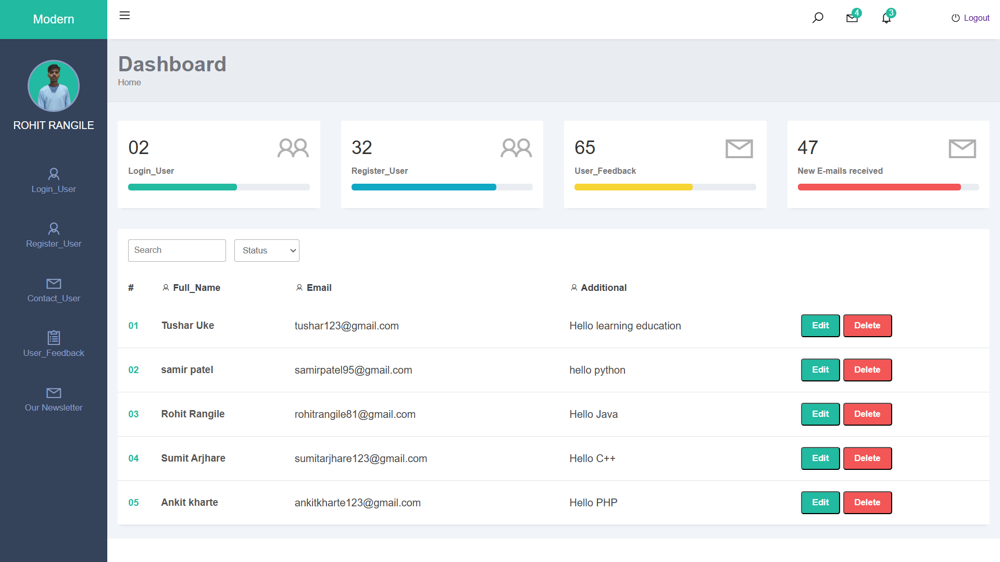 Modern
4
3
Logout
Dashboard
Home
ROHIT RANGILE
Login_User
Register_User
Contact_User
User_Feedback
Our Newsletter
02
Login_User
32
Register_User
65
User_Feedback
47
New E-mails received
Search
Status
# Full_Name Email Additional
01 Tushar Uke tushar123@gmail.com Hello learning education Edit Delete
02 samir patel samirpatel95@gmail.com hello python Edit Delete
03 Rohit Rangile rohitrangile81@gmail.com Hello Java Edit Delete
04 Sumit Arjhare sumitarjhare123@gmail.com Hello C++ Edit Delete
05 Ankit kharte ankitkharte123@gmail.com Hello PHP Edit Delete